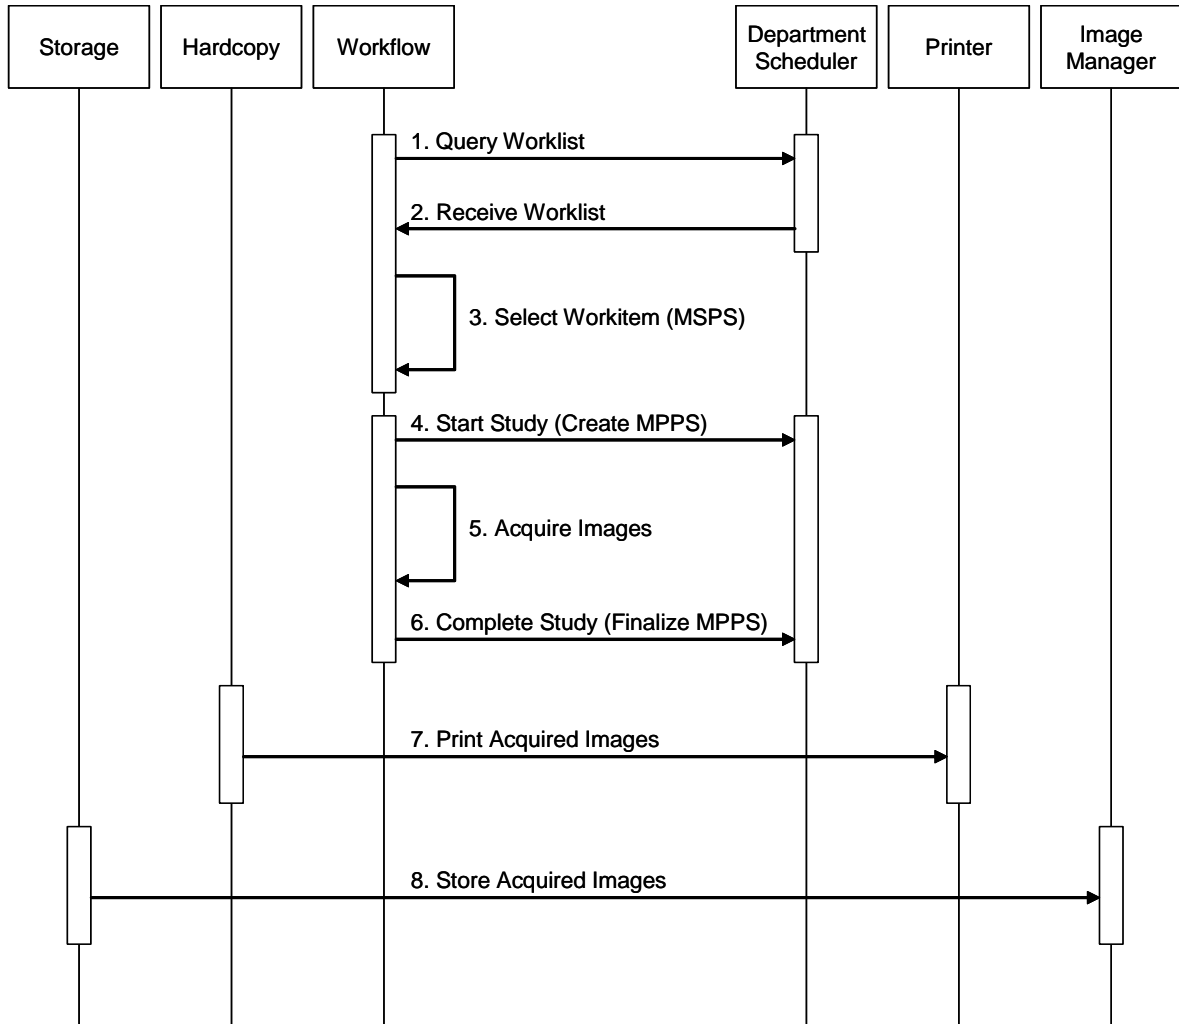 Storage
Hardcopy
Workflow
Department
Scheduler
Printer
Image
Manager
1. Query Worklist
2. Receive Worklist
3. Select Workitem (MSPS)
4. Start Study (Create MPPS)
5. Acquire Images
6. Complete Study (Finalize MPPS)
7. Print Acquired Images
8. Store Acquired Images